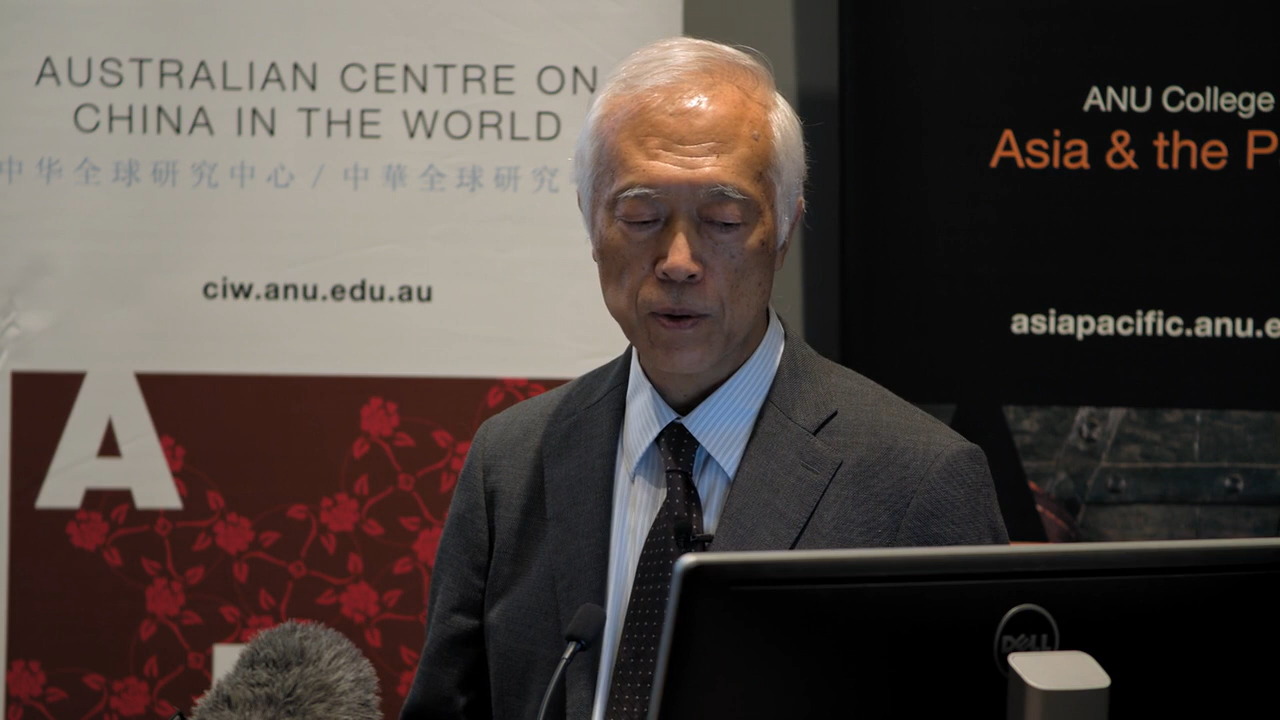 AUSTRALIAN CENTRE ON
CHINA IN THE WORLD
中华全球研究中心 / 中華全球研究
ciw.anu.edu.au
A
ANU College
Asia & the P
asiapacific.anu.e
DELL